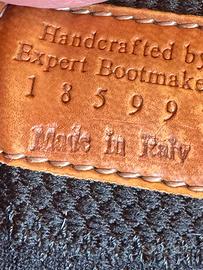 Handcrafted by
Expert Bootmake
1 8 5 9 9
Made in Italy